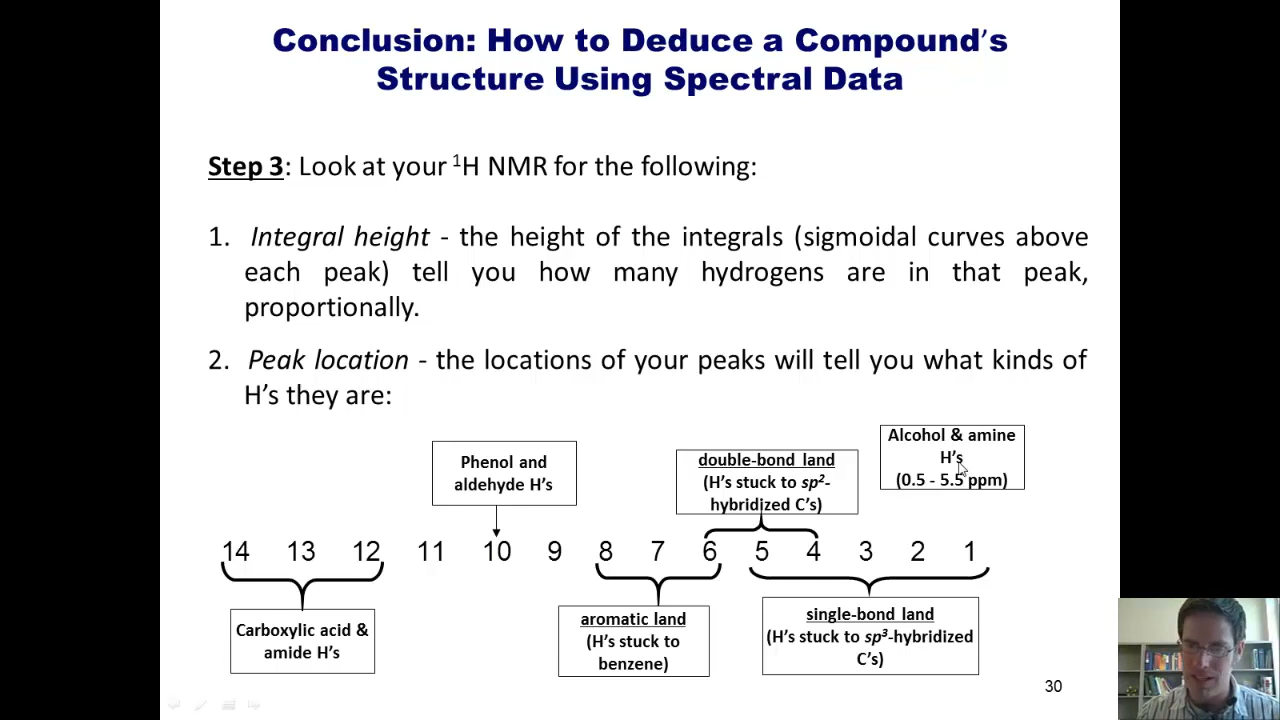 Conclusion: How to Deduce a Compound's
Structure Using Spectral Data
Step 3: Look at your ¹H NMR for the following:
1. Integral height - the height of the integrals (sigmoidal curves above
each peak) tell you how many hydrogens are in that peak,
proportionally.
2. Peak location - the locations of your peaks will tell you what kinds of
H's they are:
Alcohol & amine
H's
(0.5 - 5.5 ppm)
Phenol and
aldehyde H's
double-bond land
(H's stuck to sp²-
hybridized C's)
14 13 12 11 10 9 8 7 6 5 4 3 2 1
Carboxylic acid &
amide H's
aromatic land
(H's stuck to
benzene)
single-bond land
(H's stuck to sp³-hybridized
C's)
30